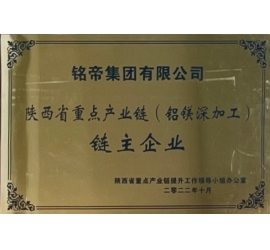 铭帝集团有限公司
陕西省重点产业链（铝镁深加工）
链主企业
陕西省重点产业链提升工作领导小组办公室
二〇二二年十月